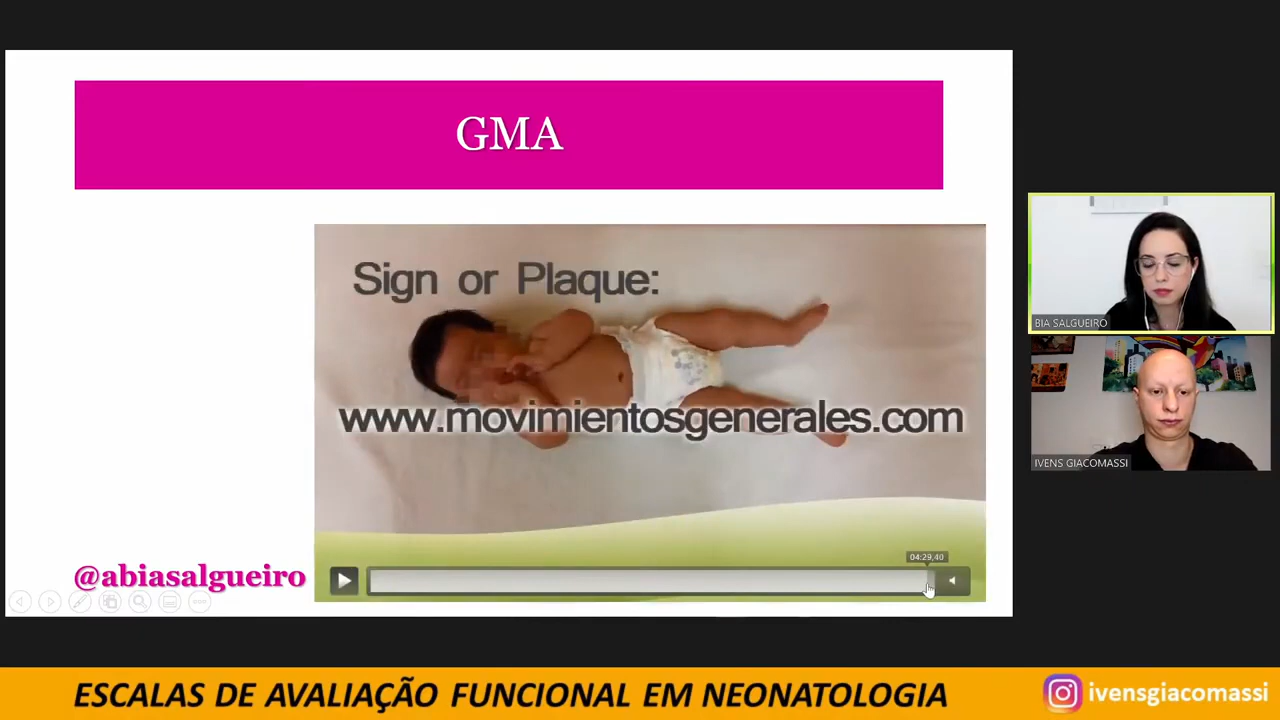 GMA
Sign or Plaque:
www.movimientosgenerales.com
04:29,40
@abiasalgueiro
BIA SALGUEIRO
IVENS GIACOMASSI
ESCALAS DE AVALIAÇÃO FUNCIONAL EM NEONATOLOGIA
ivensgiacomassi